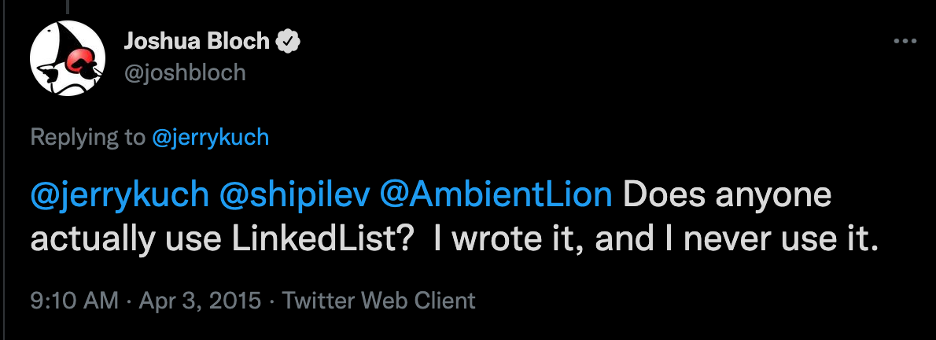 Joshua Bloch
@joshbloch
Replying to @jerrykuch
@jerrykuch @shipilev @AmbientLion Does anyone
actually use LinkedList?  I wrote it, and I never use it.
9:10 AM · Apr 3, 2015 · Twitter Web Client